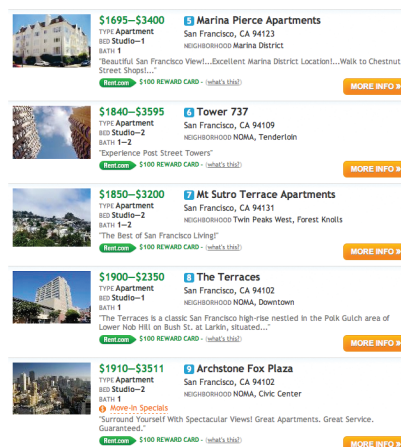 $1695—$3400
5 Marina Pierce Apartments
TYPE Apartment
San Francisco, CA 94123
BED Studio—1
NEIGHBORHOOD Marina District
BATH 1
"Beautiful San Francisco View!...Excellent Marina District Location!...Walk to Chestnut
Street Shops!..."
Rent.com $100 REWARD CARD - (what's this?)
MORE INFO »
$1840—$3595
6 Tower 737
TYPE Apartment
San Francisco, CA 94109
BED Studio—2
NEIGHBORHOOD NOMA, Tenderloin
BATH 1—2
"Experience Post Street Towers"
Rent.com $100 REWARD CARD - (what's this?)
MORE INFO »
$1850—$3200
7 Mt Sutro Terrace Apartments
TYPE Apartment
San Francisco, CA 94131
BED Studio—2
NEIGHBORHOOD Twin Peaks West, Forest Knolls
BATH 1—2
"The Best of San Francisco Living!"
Rent.com $100 REWARD CARD - (what's this?)
MORE INFO »
$1900—$2350
8 The Terraces
TYPE Apartment
San Francisco, CA 94102
BED Studio—1
NEIGHBORHOOD NOMA, Downtown
BATH 1
"The Terraces is a classic San Francisco high-rise nestled in the Polk Gulch area of
Lower Nob Hill on Bush St. at Larkin, situated..."
Rent.com $100 REWARD CARD - (what's this?)
MORE INFO »
$1910—$3511
9 Archstone Fox Plaza
TYPE Apartment
San Francisco, CA 94102
BED Studio—2
NEIGHBORHOOD NOMA, Civic Center
BATH 1
Move-In Specials
"Surround Yourself With Spectacular Views! Great Apartments. Great Service.
Guaranteed."
Rent.com $100 REWARD CARD - (what's this?)
MORE INFO »